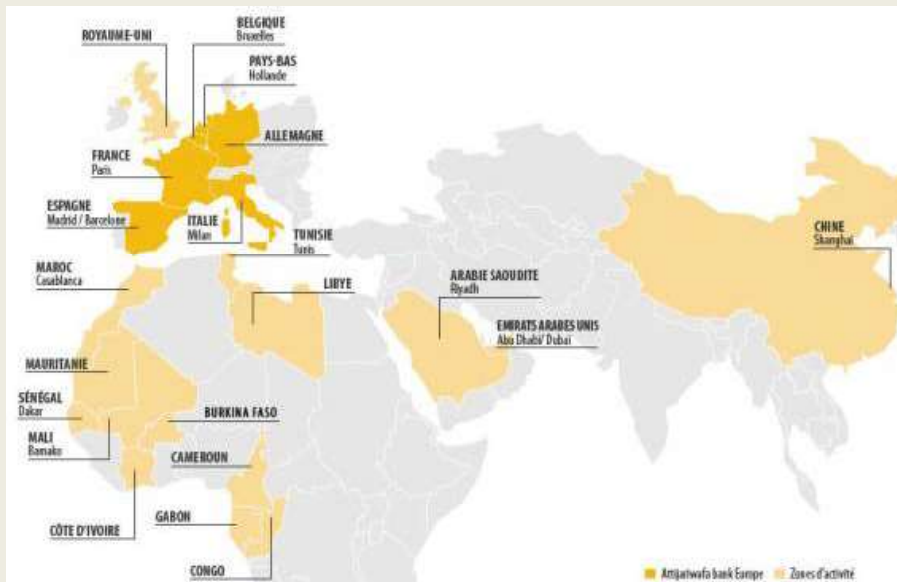 BELGIQUE
Bruxelles
ROYAUME-UNI
PAYS-BAS
Hollande
ALLEMAGNE
FRANCE
Paris
ESPAGNE
Madrid / Barcelone
ITALIE
Milan
TUNISIE
Tunis
CHINE
Shanghai
MAROC
Casablanca
LIBYE
ARABIE SAOUDITE
Riyadh
EMIRATS ARABES UNIS
Abu Dhabi/ Dubai
MAURITANIE
SÉNÉGAL
Dakar
BURKINA FASO
MALI
Bamako
CAMEROUN
GABON
CÔTE D'IVOIRE
CONGO
Attijariwafa bank Europe
Zones d'activité